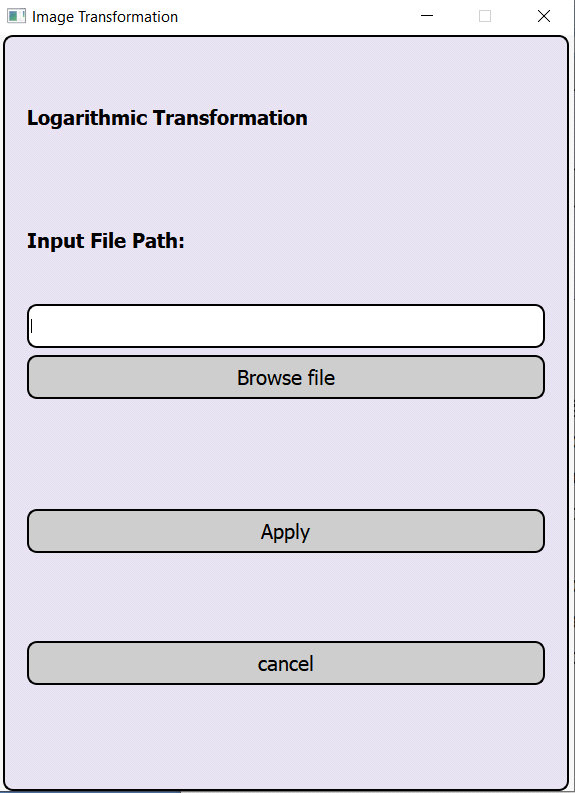 Image Transformation
Logarithmic Transformation
Input File Path:
Browse file
Apply
cancel